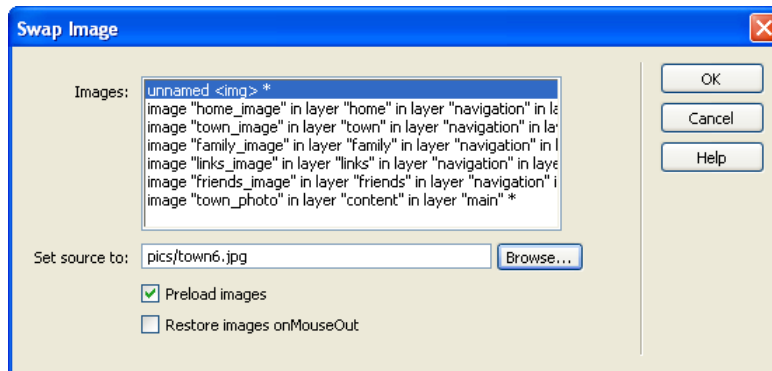 Swap Image
Images:
unnamed <img> *
image "home_image" in layer "home" in layer "navigation" in la
image "town_image" in layer "town" in layer "navigation" in la
image "family_image" in layer "family" in layer "navigation" in l
image "links_image" in layer "links" in layer "navigation" in laye
image "friends_image" in layer "friends" in layer "navigation" i
image "town_photo" in layer "content" in layer "main" *
OK
Cancel
Help
Set source to: pics/town6.jpg Browse...
Preload images
Restore images onMouseOut